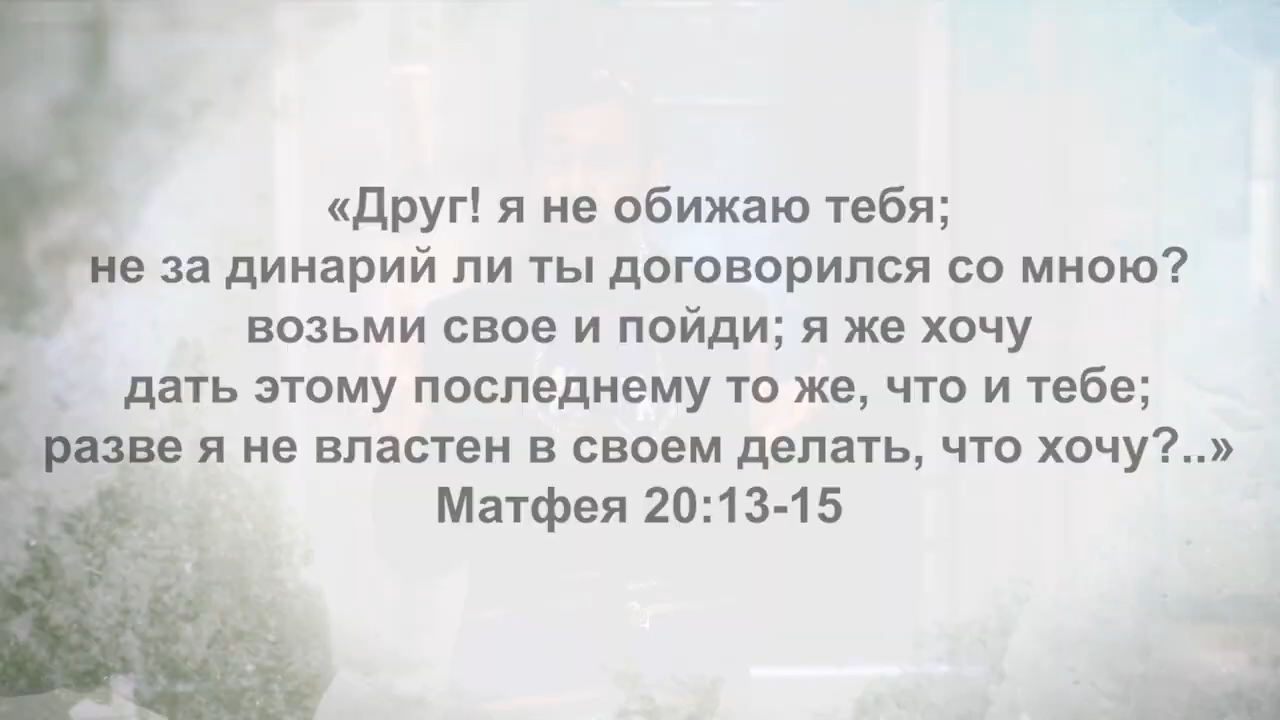 «Друг! я не обижаю тебя;
не за динарий ли ты договорился со мною?
возьми свое и пойди; я же хочу
дать этому последнему то же, что и тебе;
разве я не властен в своем делать, что хочу?..»
Матфея 20:13-15